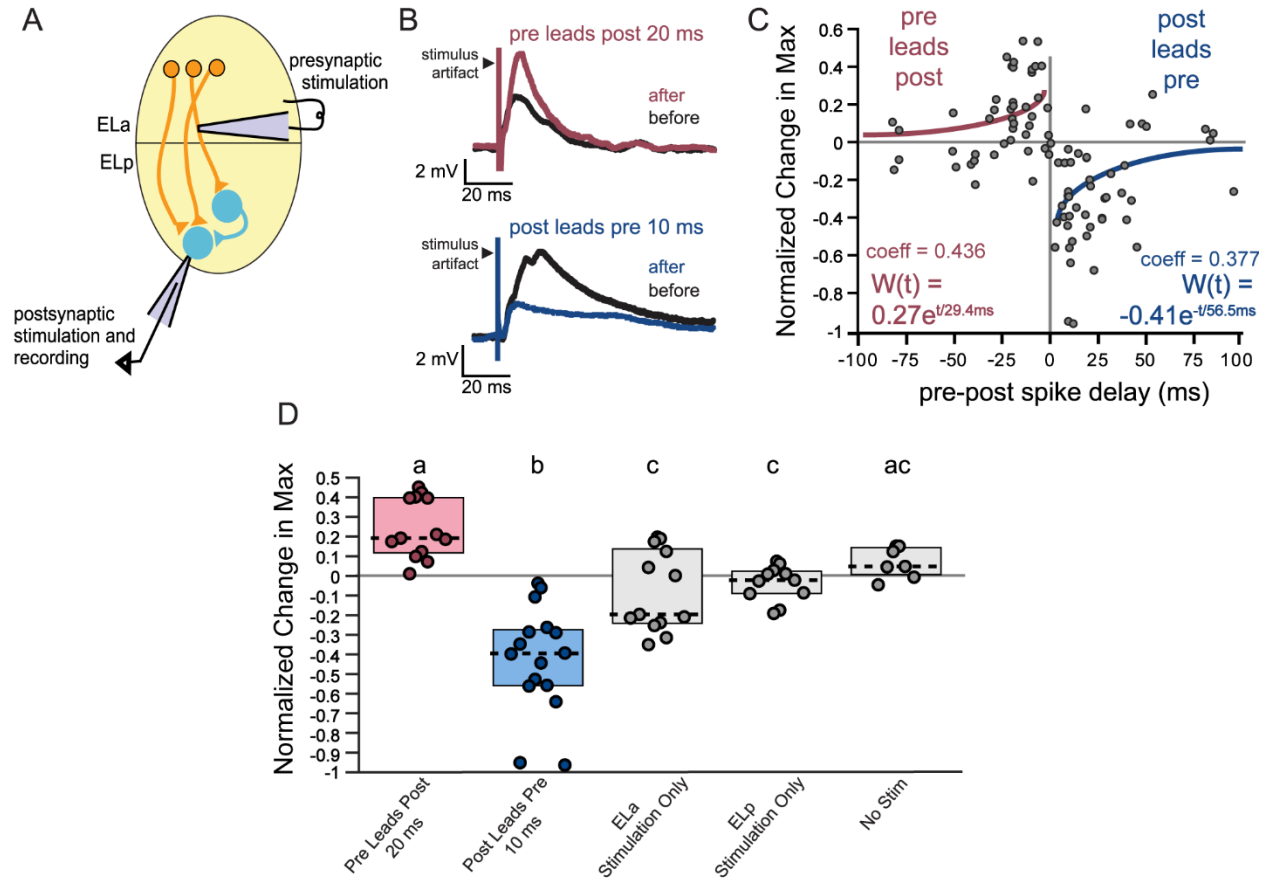 A
presynaptic
stimulation
ELa
ELp
postsynaptic
stimulation and
recording
B
pre leads post 20 ms
stimulus
artifact
after
before
2 mV
20 ms
post leads pre 10 ms
stimulus
artifact
after
before
2 mV
20 ms
C
Normalized Change in Max
pre
leads
post
post
leads
pre
0.6
0.4
0.2
0
-0.2
-0.4
-0.6
-0.8
-1
coeff = 0.436
W(t) =
0.27e^t/29.4ms
coeff = 0.377
W(t) =
-0.41e^-t/56.5ms
-100 -75 -50 -25 0 25 50 75 100
pre-post spike delay (ms)
D
Normalized Change in Max
a b c c ac
0.5
0.4
0.3
0.2
0.1
0
-0.1
-0.2
-0.3
-0.4
-0.5
-0.6
-0.7
-0.8
-0.9
-1
Pre Leads Post
20 ms
Post Leads Pre
10 ms
ELa
Stimulation Only
ELp
Stimulation Only
No Stim